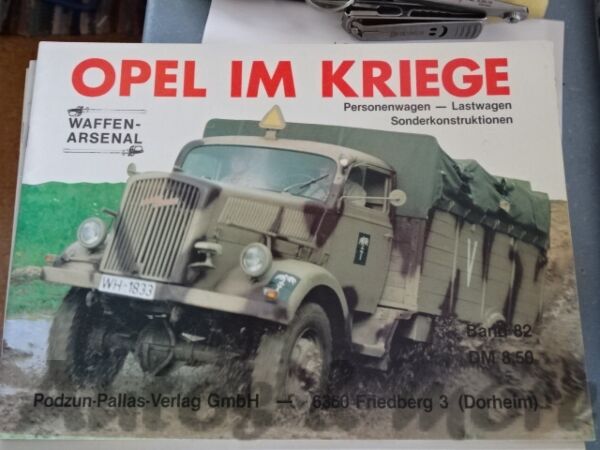 OPEL IM KRIEGE
Personenwagen — Lastwagen
Sonderkonstruktionen
WAFFEN-
ARSENAL
WH-1833
Band 82
DM 8,50
Podzun-Pallas-Verlag GmbH — 6360 Friedberg 3 (Dorheim)